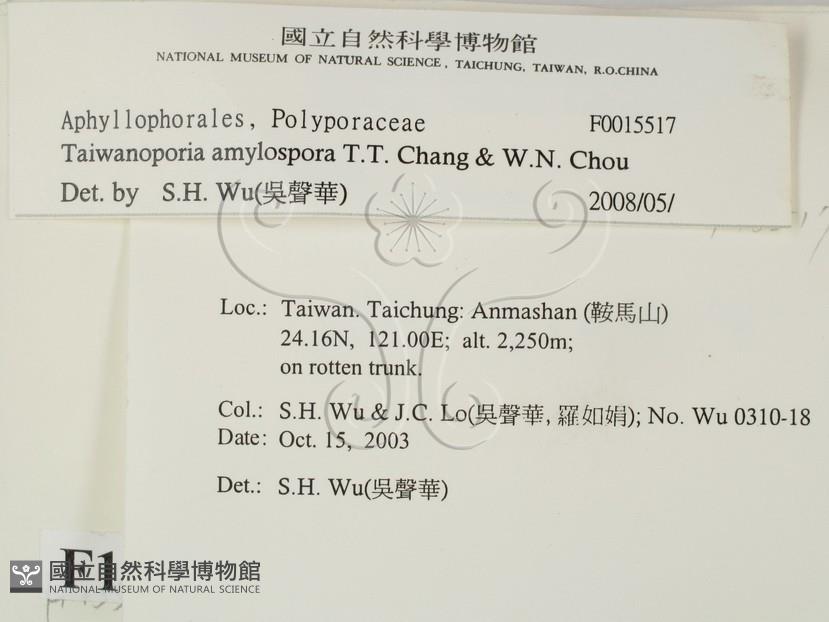 國立自然科學博物館
NATIONAL MUSEUM OF NATURAL SCIENCE, TAICHUNG, TAIWAN, R.O.CHINA
Aphyllophorales, Polyporaceae F0015517
Taiwanoporia amylospora T.T. Chang & W.N. Chou
Det. by S.H. Wu(吳聲華) 2008/05/
Loc.: Taiwan. Taichung: Anmashan (鞍馬山)
24.16N, 121.00E; alt. 2,250m;
on rotten trunk.
Col.: S.H. Wu & J.C. Lo(吳聲華, 羅如娟); No. Wu 0310-18
Date: Oct. 15, 2003
Det.: S.H. Wu(吳聲華)
F1
國立自然科學博物館
NATIONAL MUSEUM OF NATURAL SCIENCE